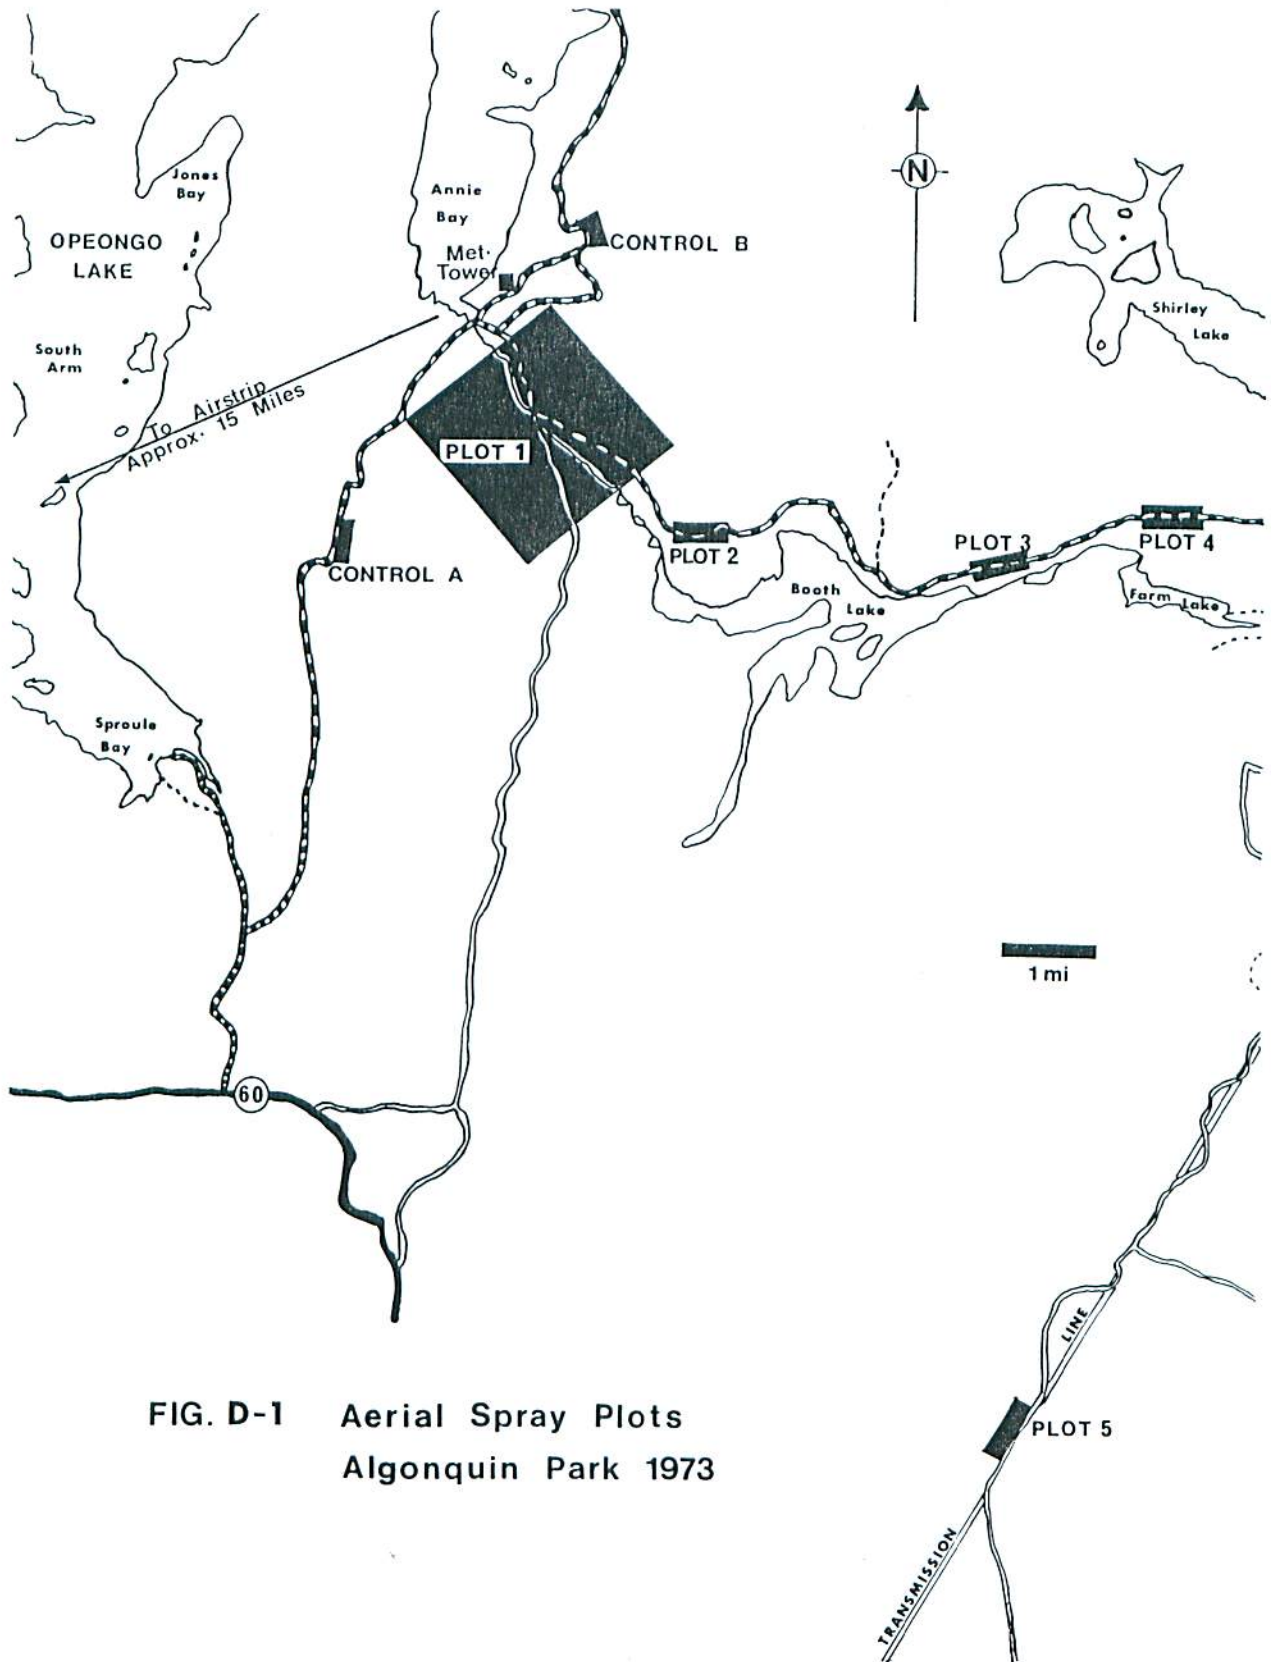 Jones
Bay
OPEONGO
LAKE
South
Arm
Annie
Bay
Met.
Tower
CONTROL B
N
Shirley
Lake
To Airstrip
Approx. 15 Miles
PLOT 1
PLOT 2
PLOT 3
PLOT 4
CONTROL A
Booth
Lake
Farm Lake
Sproule
Bay
1 mi
60
LINE
PLOT 5
TRANSMISSION
FIG. D-1 Aerial Spray Plots
Algonquin Park 1973